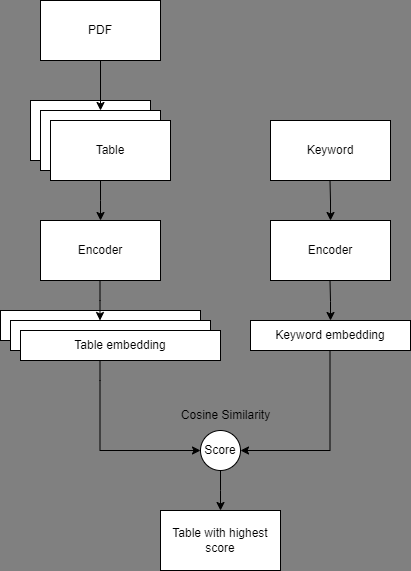 PDF
Table
Keyword
Encoder
Encoder
Table embedding
Keyword embedding
Cosine Similarity
Score
Table with highest
score